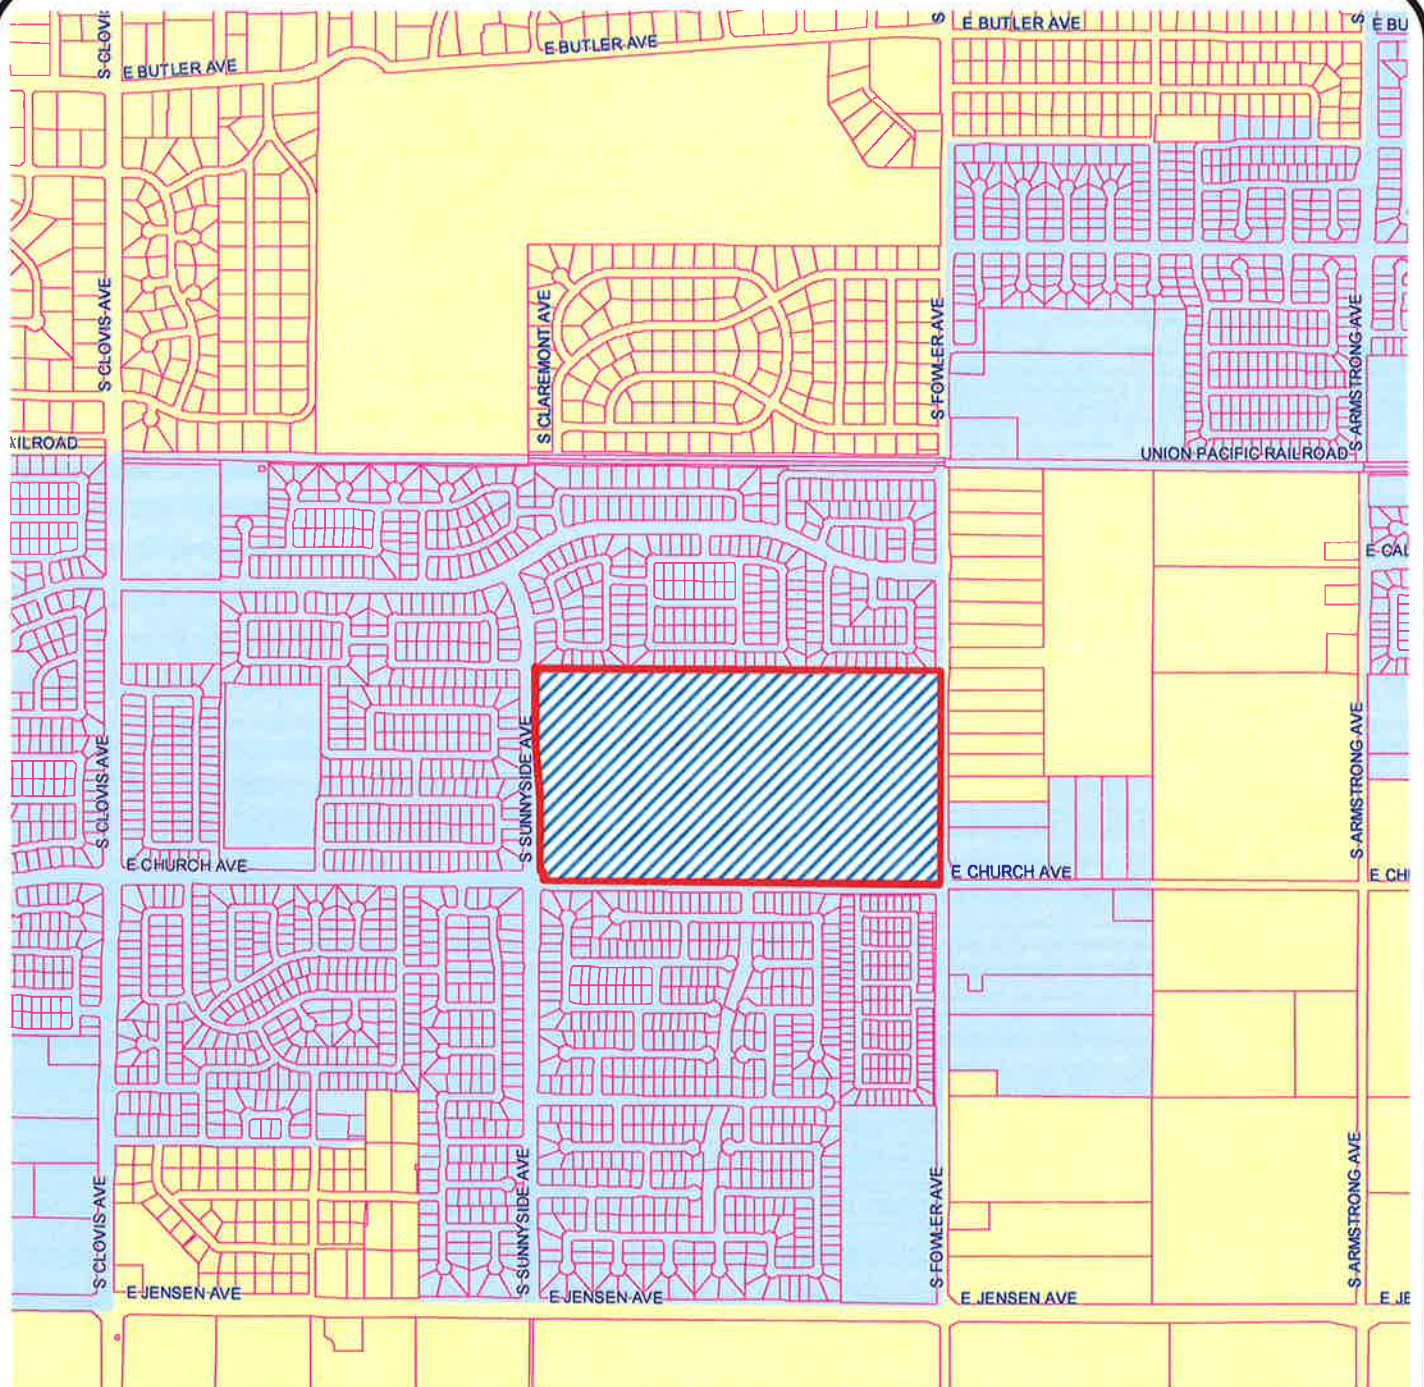 S CLOVIS
E BUTLER AVE
E BUTLER AVE
S
E BUTLER AVE
S
E BU
S CLOVIS AVE
S CLAREMONT AVE
S FOWLER AVE
S ARMSTRONG AVE
AILROAD
UNION PACIFIC RAILROAD
E CAL
S CLOVIS AVE
S SUNNYSIDE AVE
S ARMSTRONG AVE
E CHURCH AVE
E CHURCH AVE
E CH
S CLOVIS AVE
S SUNNYSIDE AVE
S FOWLER AVE
S ARMSTRONG AVE
E JENSEN AVE
E JENSEN AVE
E JENSEN AVE
E JE